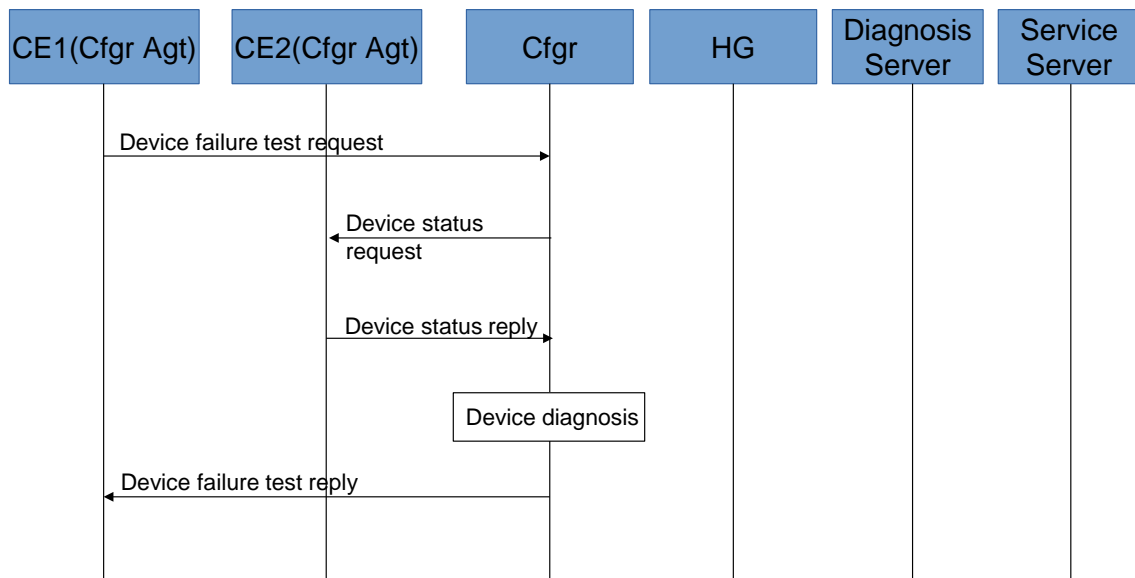 CE1(Cfgr Agt)
CE2(Cfgr Agt)
Cfgr
HG
Diagnosis
Server
Service
Server
Device failure test request
Device status
request
Device status reply
Device diagnosis
Device failure test reply